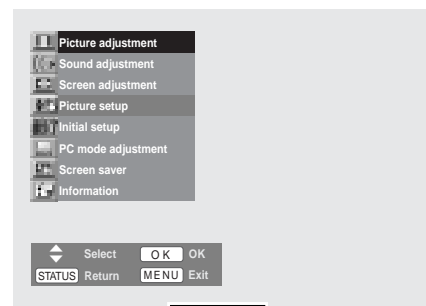 Picture adjustment
Sound adjustment
Screen adjustment
Picture setup
Initial setup
PC mode adjustment
Screen saver
Information
Select OK OK
STATUS Return MENU Exit